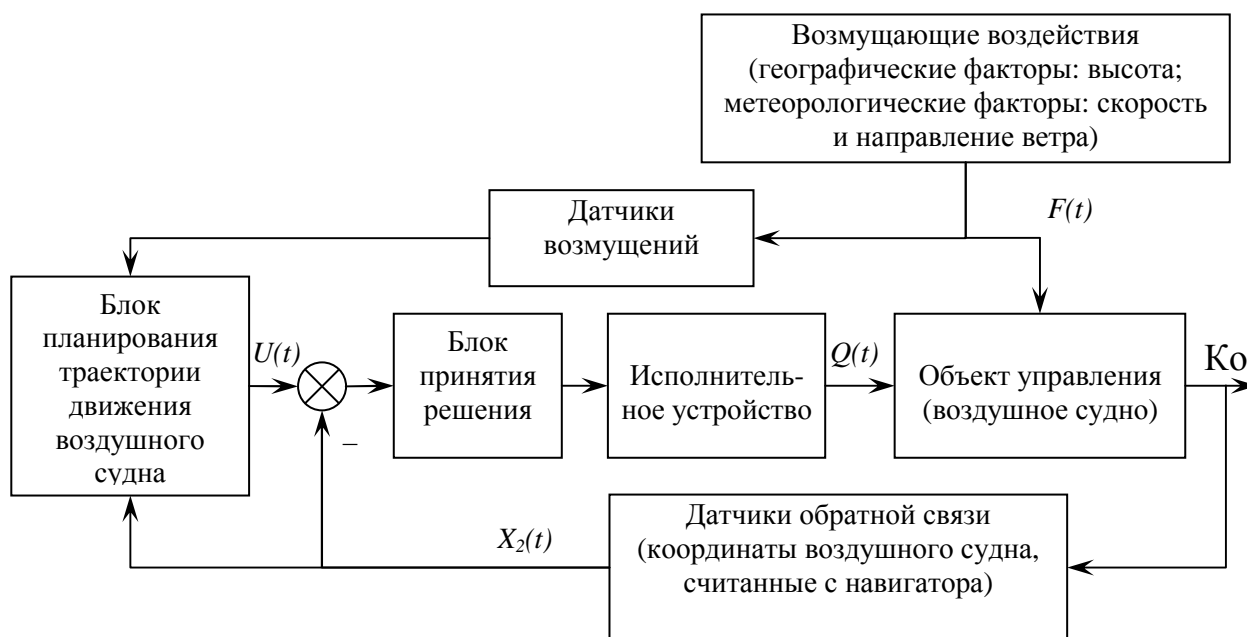 Возмущающие воздействия
(географические факторы: высота;
метеорологические факторы: скорость
и направление ветра)
Датчики
возмущений
F(t)
Блок
планирования
траектории
движения
воздушного
судна
U(t)
–
Блок
принятия
решения
Исполнитель-
ное устройство
Q(t)
Объект управления
(воздушное судно)
Ко
X₂(t)
Датчики обратной связи
(координаты воздушного судна,
считанные с навигатора)